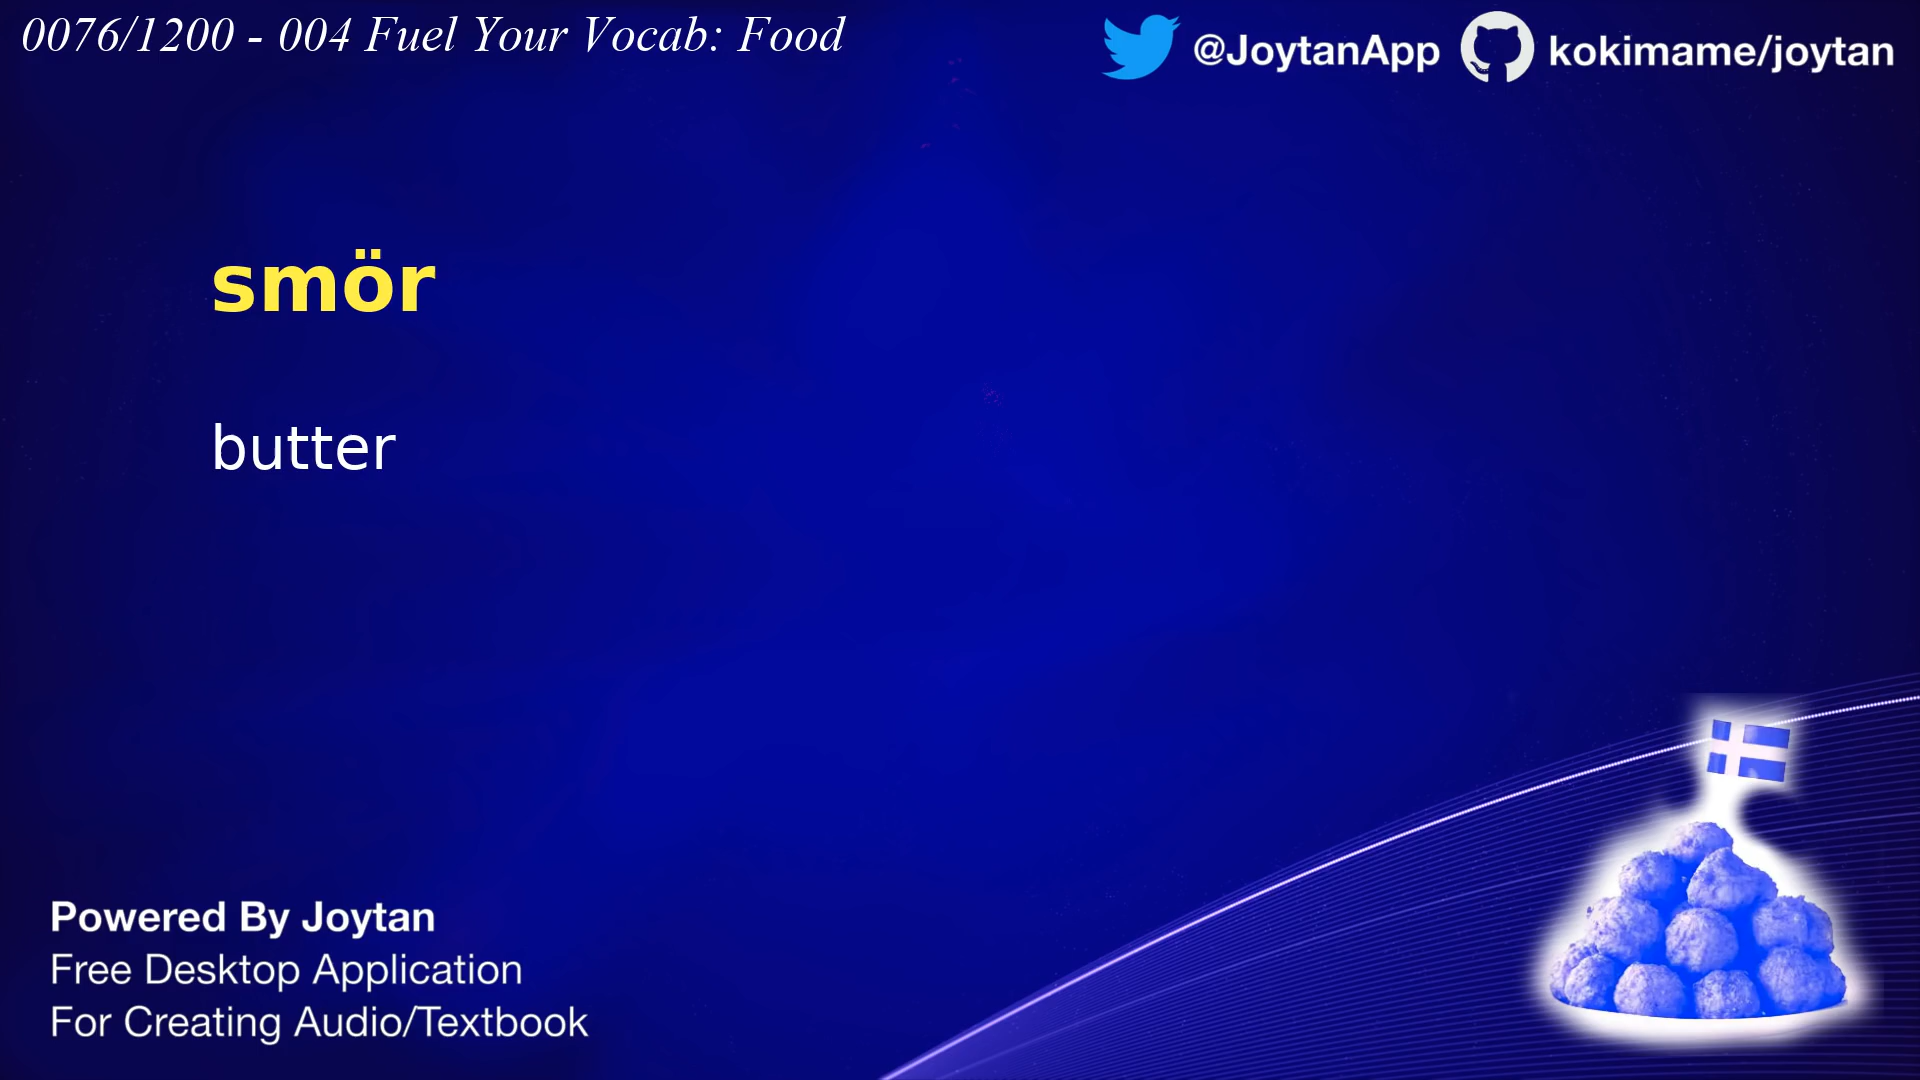 0076/1200 - 004 Fuel Your Vocab: Food
@JoytanApp
kokimame/joytan
smör
butter
Powered By Joytan
Free Desktop Application
For Creating Audio/Textbook